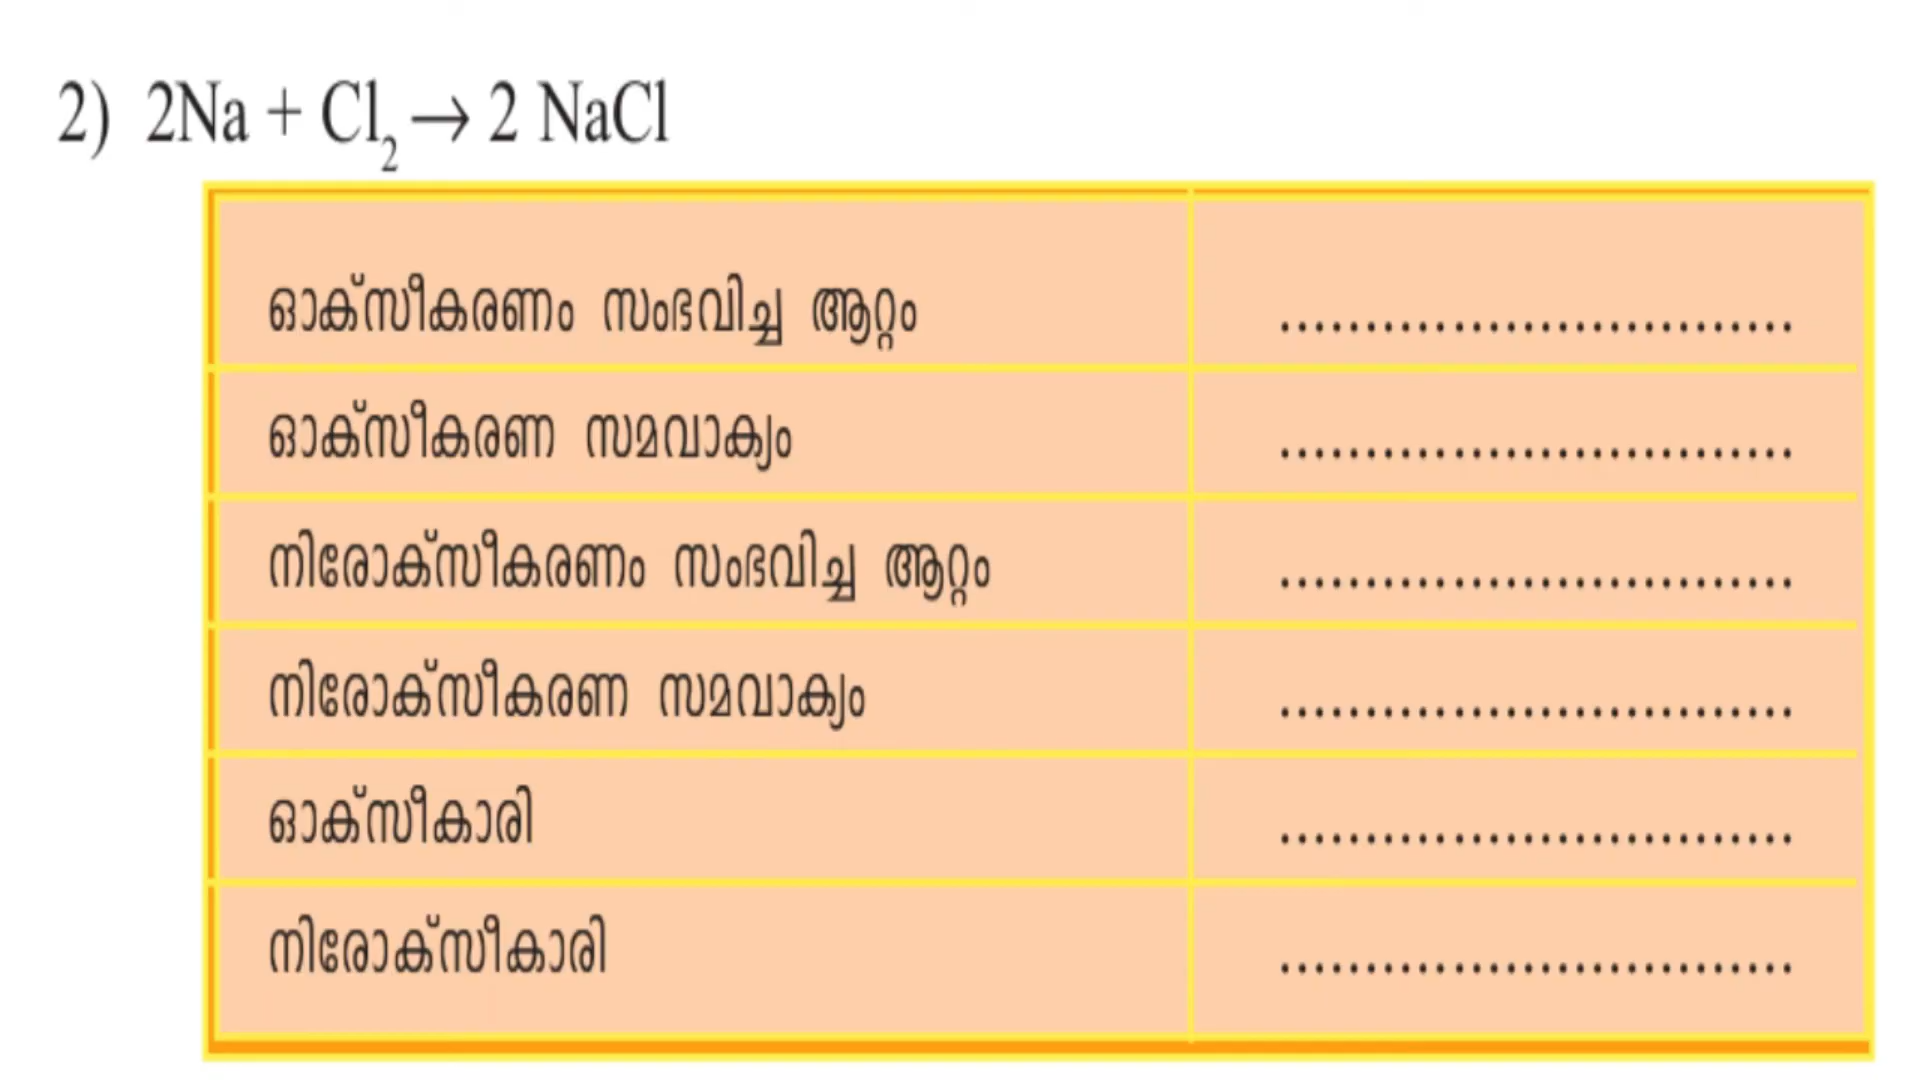 2) 2Na + Cl₂ → 2 NaCl
ഓക്സീകരണം സംഭവിച്ച ആറ്റം ..............................
ഓക്സീകരണ സമവാക്യം ..............................
നിരോക്സീകരണം സംഭവിച്ച ആറ്റം ..............................
നിരോക്സീകരണ സമവാക്യം ..............................
ഓക്സീകാരി ..............................
നിരോക്സീകാരി ..............................